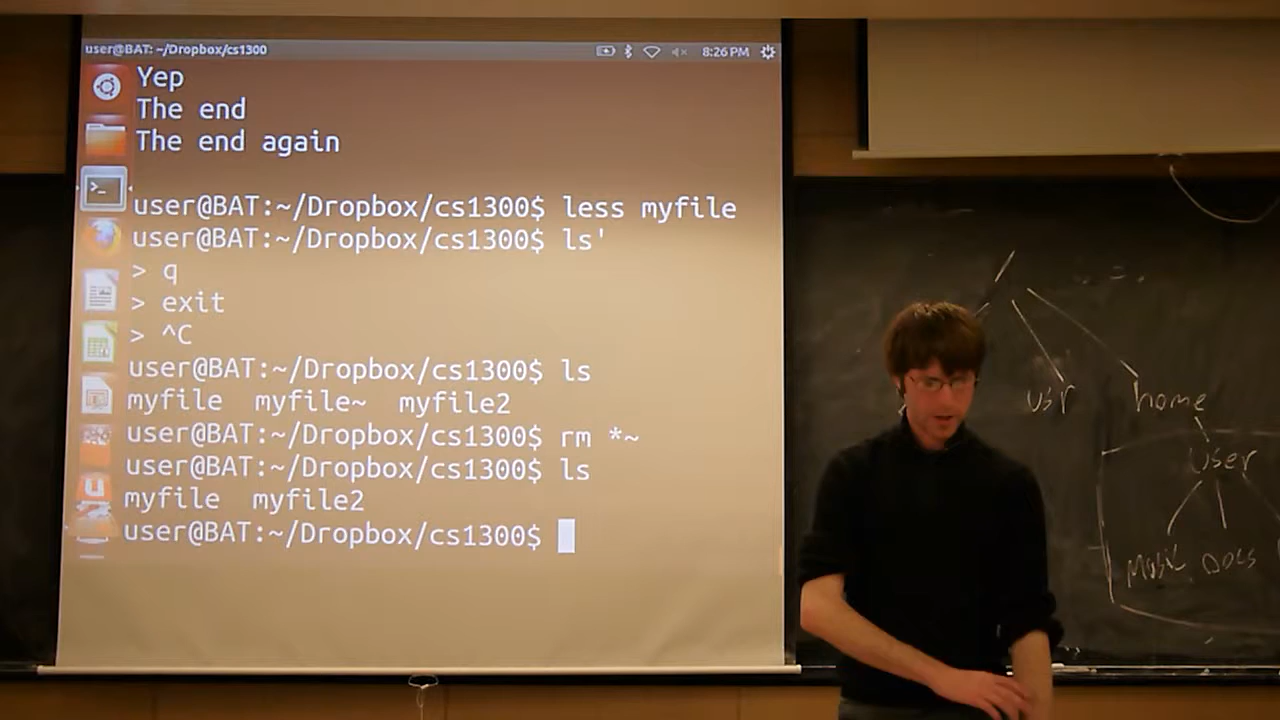 user@BAT: ~/Dropbox/cs1300
8:26PM
Yep
The end
The end again
user@BAT:~/Dropbox/cs1300$ less myfile
user@BAT:~/Dropbox/cs1300$ ls'
> q
> exit
> ^C
user@BAT:~/Dropbox/cs1300$ ls
myfile myfile~ myfile2
user@BAT:~/Dropbox/cs1300$ rm *~
user@BAT:~/Dropbox/cs1300$ ls
myfile myfile2
user@BAT:~/Dropbox/cs1300$
usr home
user
Music Docs